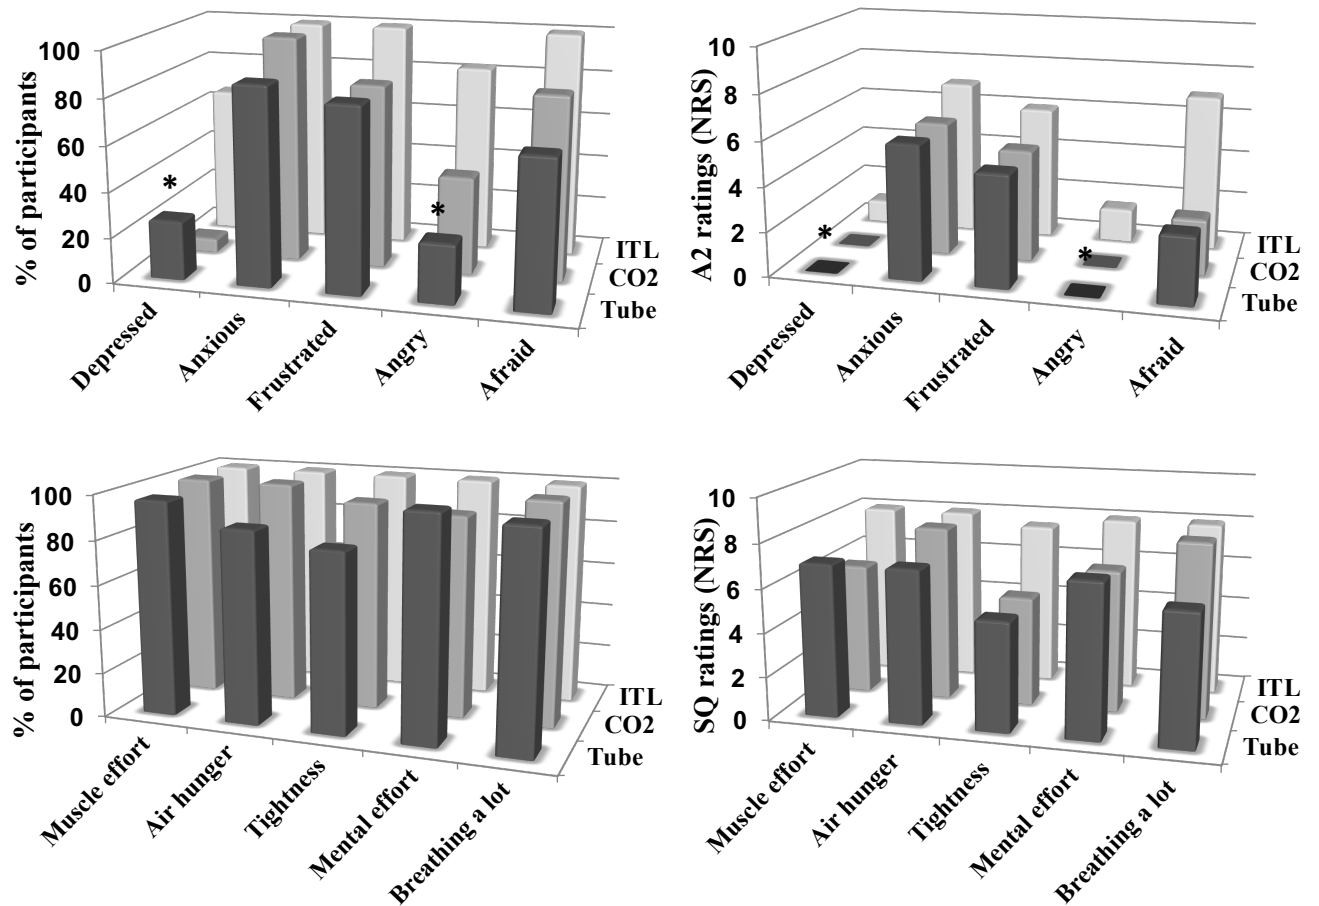 % of participants
100
80
60
40
20
0
*
*
Depressed
Anxious
Frustrated
Angry
Afraid
ITL
CO2
Tube
A2 ratings (NRS)
10
8
6
4
2
0
*
*
Depressed
Anxious
Frustrated
Angry
Afraid
ITL
CO2
Tube
% of participants
100
80
60
40
20
0
Muscle effort
Air hunger
Tightness
Mental effort
Breathing a lot
ITL
CO2
Tube
SQ ratings (NRS)
10
8
6
4
2
0
Muscle effort
Air hunger
Tightness
Mental effort
Breathing a lot
ITL
CO2
Tube